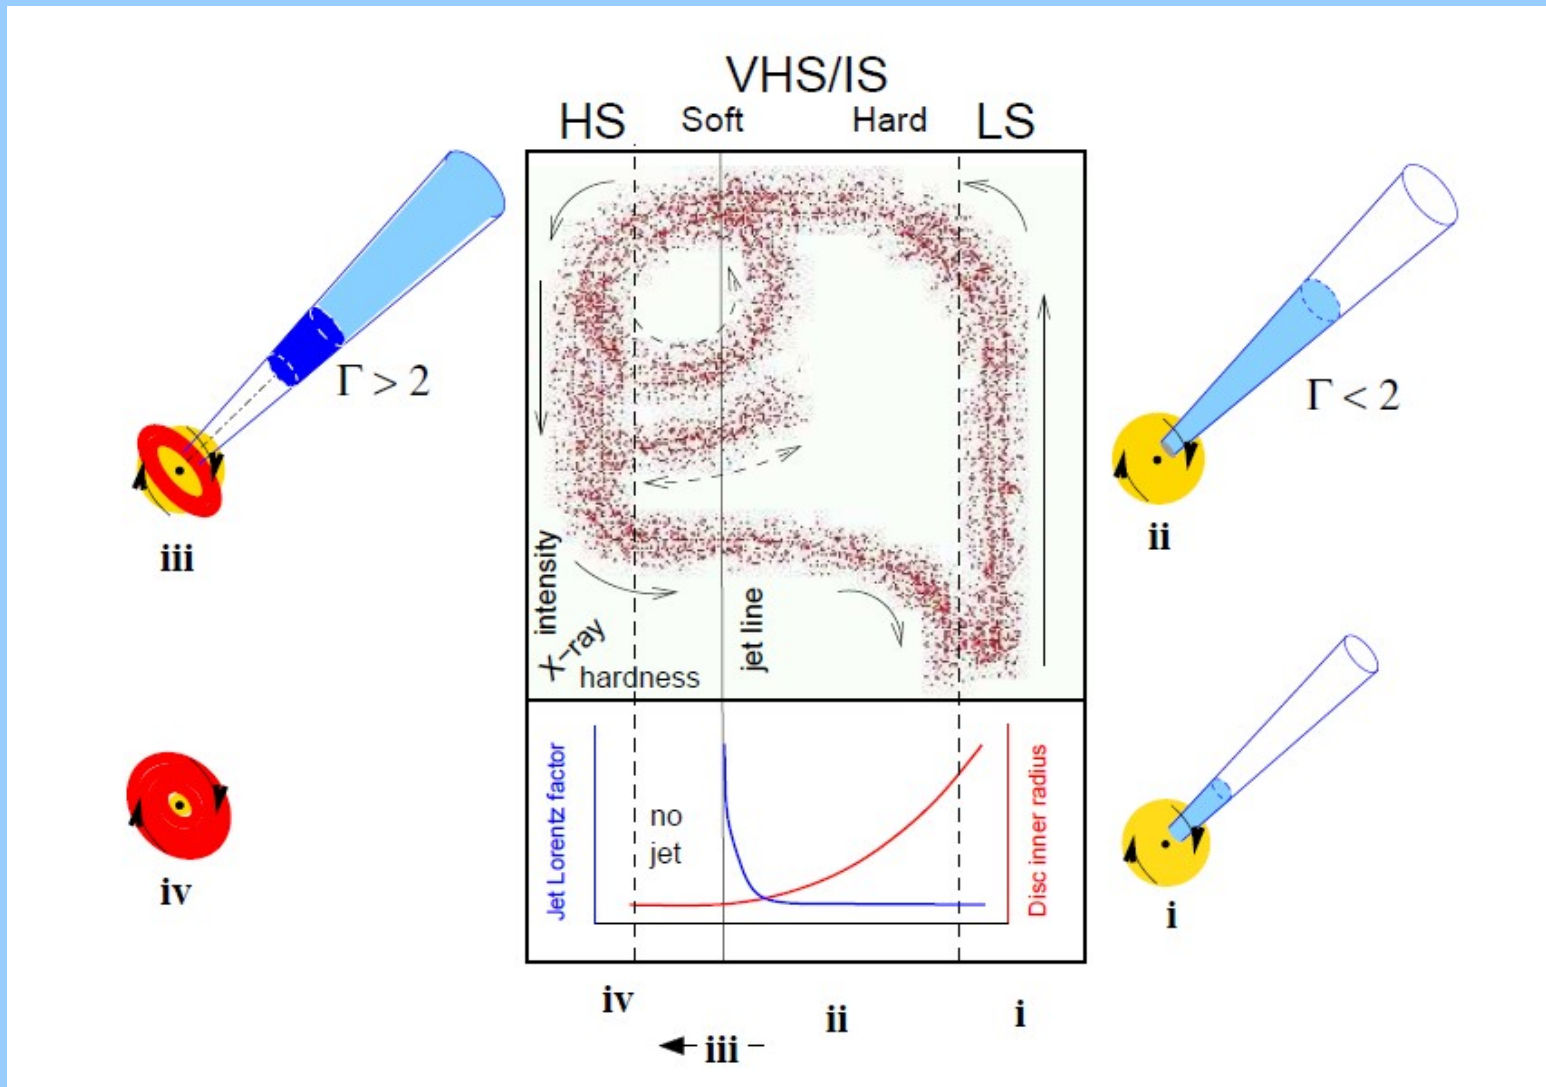 VHS/IS
HS Soft Hard LS
Γ > 2
Γ < 2
iii
ii
intensity
X-ray
hardness
jet line
Jet Lorentz factor
no
jet
Disc inner radius
iv
i
iv
ii
i
iii